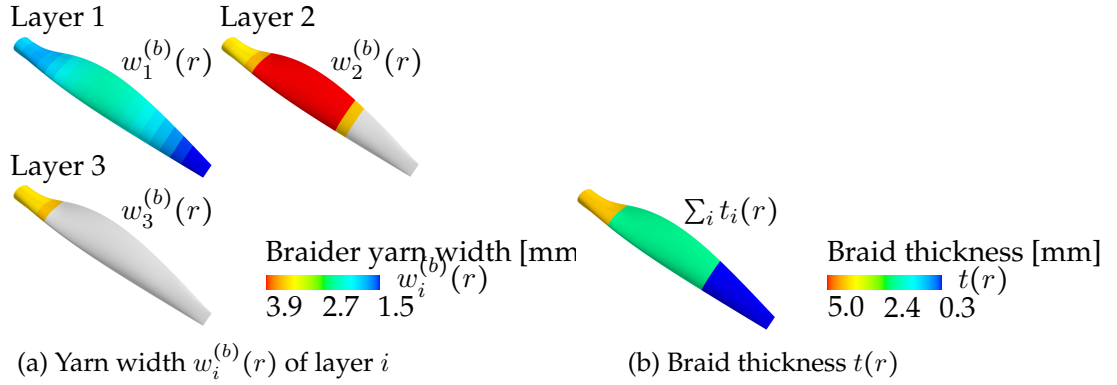 Layer 1
w_1^{(b)}(r)
Layer 2
w_2^{(b)}(r)
Layer 3
w_3^{(b)}(r)
∑_i t_i(r)
Braider yarn width [mm
w_i^{(b)}(r)
3.9 2.7 1.5
Braid thickness [mm]
t(r)
5.0 2.4 0.3
(a) Yarn width w_i^{(b)}(r) of layer i
(b) Braid thickness t(r)